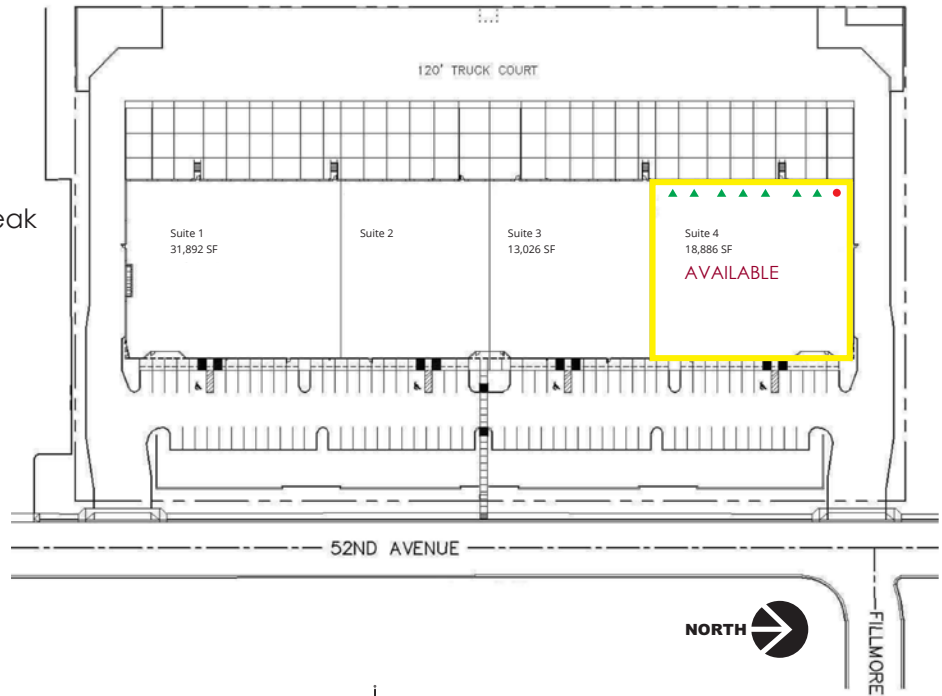 120' TRUCK COURT
eak
Suite 1
31,892 SF
Suite 2
Suite 3
13,026 SF
Suite 4
18,886 SF
AVAILABLE
52ND AVENUE
NORTH
FILLMORE
i